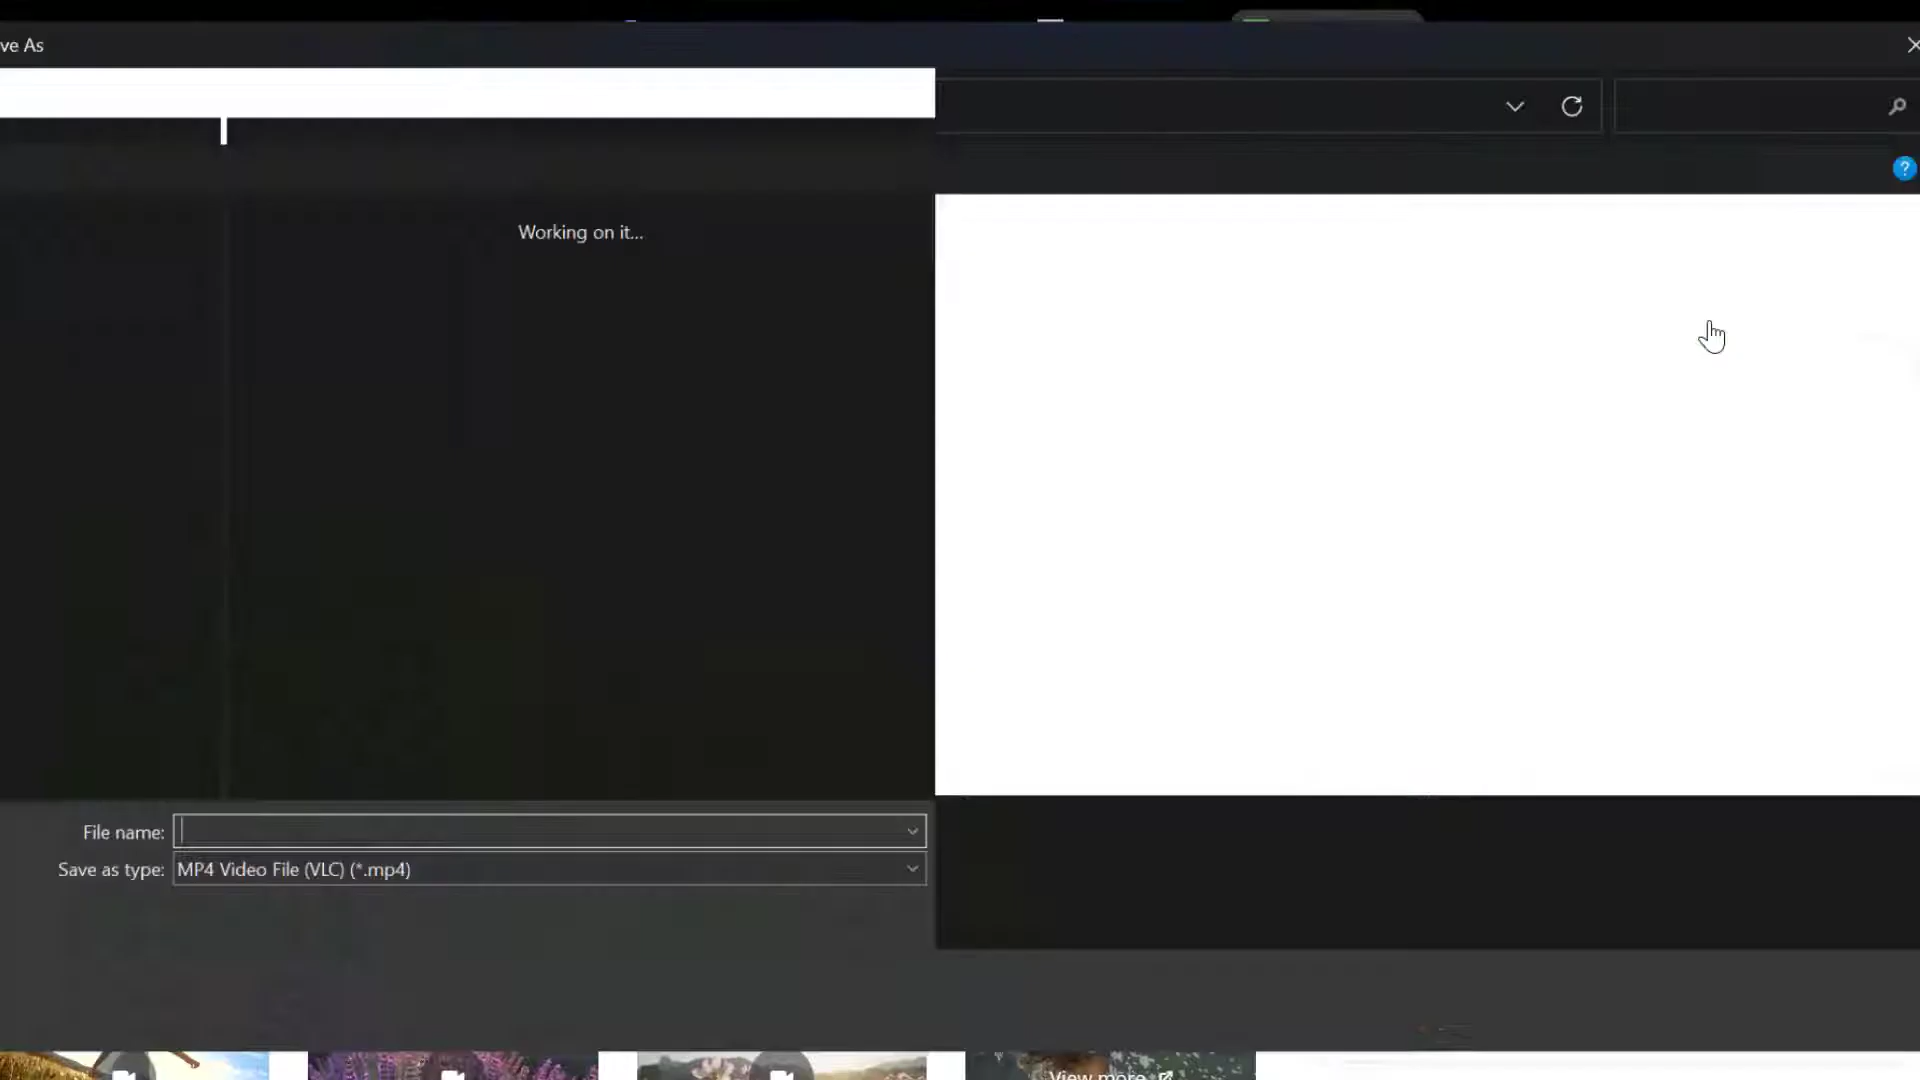 ve As
?
Working on it...
File name:
Save as type: MP4 Video File (VLC) (*.mp4)
View more